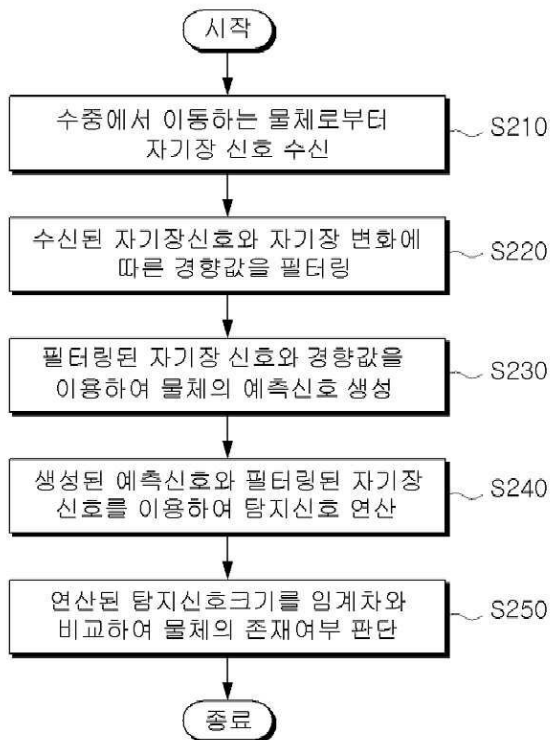 시작
수중에서 이동하는 물체로부터
자기장 신호 수신
S210
수신된 자기장신호와 자기장 변화에
따른 경향값을 필터링
S220
필터링된 자기장 신호와 경향값을
이용하여 물체의 예측신호 생성
S230
생성된 예측신호와 필터링된 자기장
신호를 이용하여 탐지신호 연산
S240
연산된 탐지신호크기를 임계차와
비교하여 물체의 존재여부 판단
S250
종료